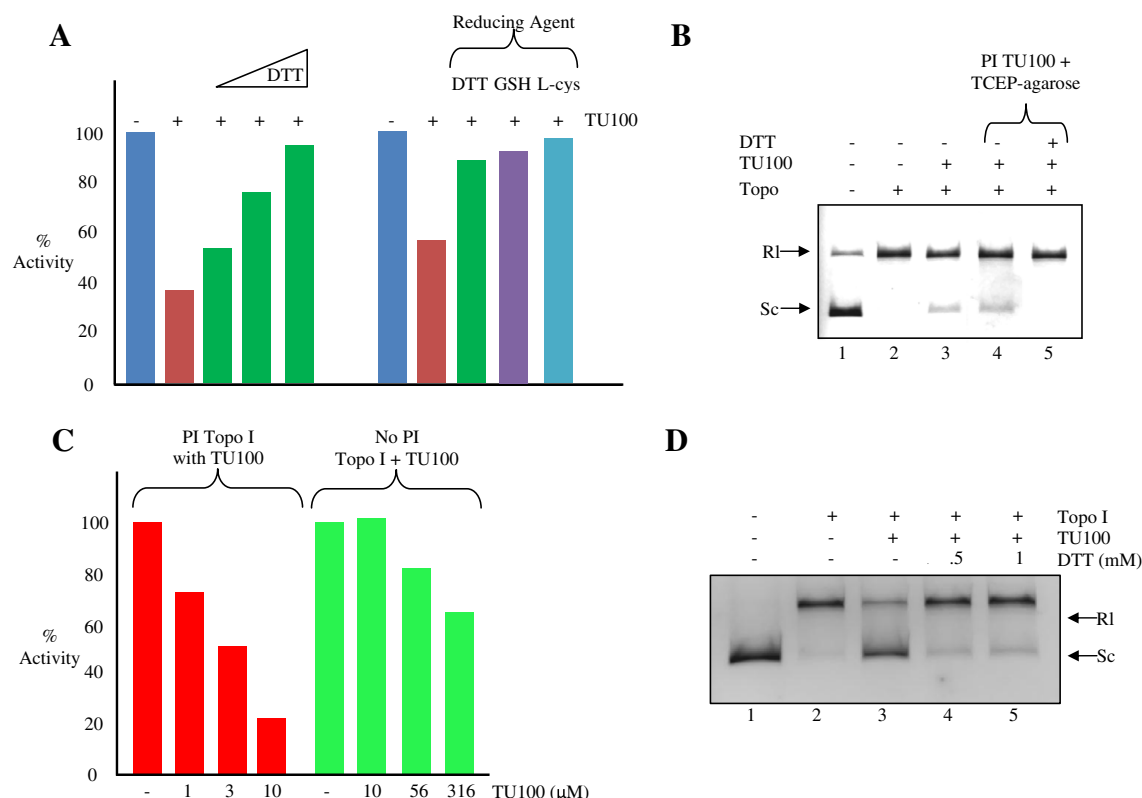 A
Reducing Agent
DTT
DTT GSH L-cys
- + + + + - + + + + TU100
100
80
60
40
20
0
%
Activity
B
PI TU100 +
TCEP-agarose
DTT - - - - +
TU100 - - + + +
Topo - + + + +
Rl
Sc
1 2 3 4 5
C
PI Topo I
with TU100
No PI
Topo I + TU100
100
80
60
40
20
0
%
Activity
- 1 3 10 - 10 56 316 TU100 (µM)
D
- + + + + Topo I
- - + + + TU100
- - - .5 1 DTT (mM)
Rl
Sc
1 2 3 4 5